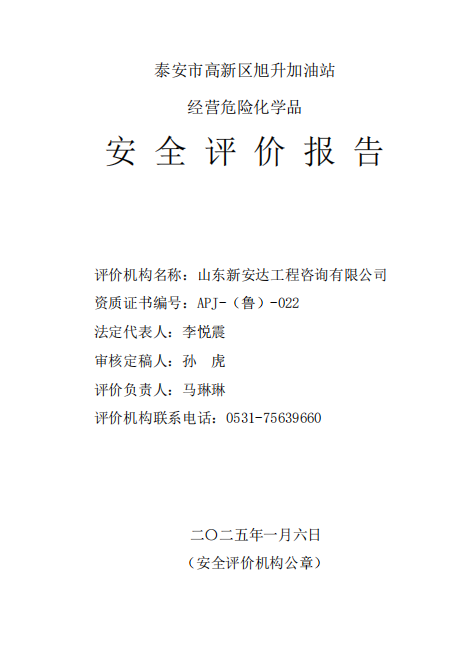 泰安市高新区旭升加油站
经营危险化学品
安全评价报告
评价机构名称：山东新安达工程咨询有限公司
资质证书编号：APJ-（鲁）-022
法定代表人：李悦震
审核定稿人：孙　虎
评价负责人：马琳琳
评价机构联系电话：0531-75639660
二〇二五年一月六日
（安全评价机构公章）